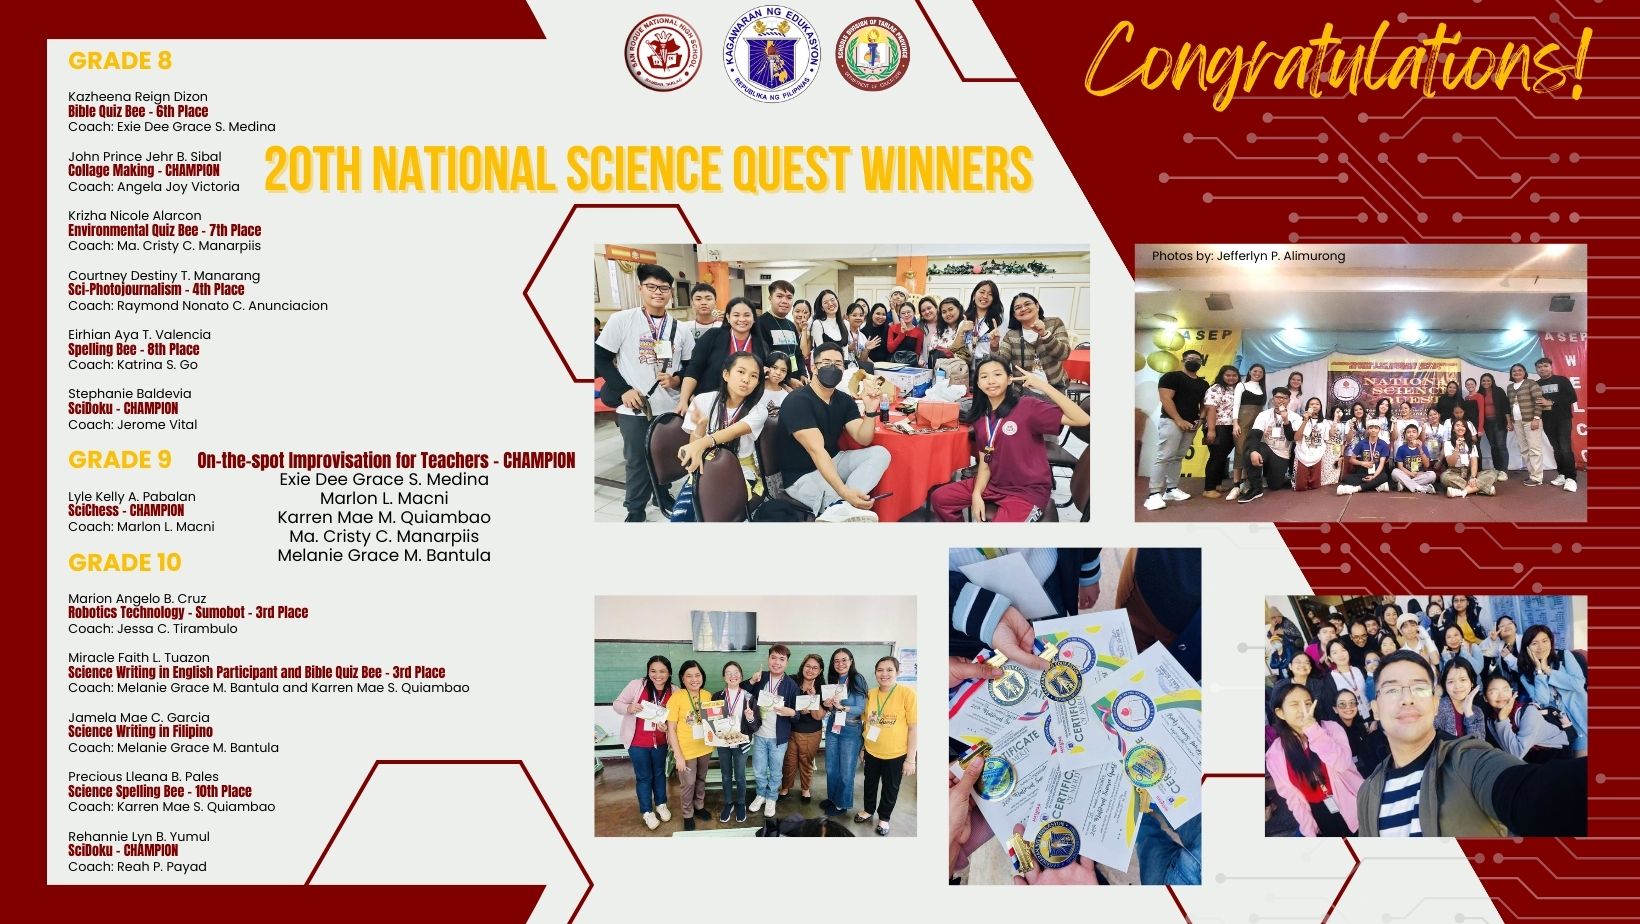 GRADE 8
Kazheena Reign Dizon
Bible Quiz Bee - 6th Place
Coach: Exie Dee Grace S. Medina
John Prince Jehr B. Sibal
Collage Making - CHAMPION
Coach: Angela Joy Victoria
Krizha Nicole Alarcon
Environmental Quiz Bee - 7th Place
Coach: Ma. Cristy C. Manarpiis
Courtney Destiny T. Manarang
Sci-Photojournalism - 4th Place
Coach: Raymond Nonato C. Anunciacion
Eirhian Aya T. Valencia
Spelling Bee - 8th Place
Coach: Katrina S. Go
Stephanie Baldevia
SciDoku - CHAMPION
Coach: Jerome Vital
GRADE 9
Lyle Kelly A. Pabalan
SciChess - CHAMPION
Coach: Marlon L. Macni
On-the-spot Improvisation for Teachers - CHAMPION
Exie Dee Grace S. Medina
Marlon L. Macni
Karren Mae M. Quiambao
Ma. Cristy C. Manarpiis
Melanie Grace M. Bantula
GRADE 10
Marion Angelo B. Cruz
Robotics Technology - Sumobot - 3rd Place
Coach: Jessa C. Tirambulo
Miracle Faith L. Tuazon
Science Writing in English Participant and Bible Quiz Bee - 3rd Place
Coach: Melanie Grace M. Bantula and Karren Mae S. Quiambao
Jamela Mae C. Garcia
Science Writing in Filipino
Coach: Melanie Grace M. Bantula
Precious Lleana B. Pales
Science Spelling Bee - 10th Place
Coach: Karren Mae S. Quiambao
Rehannie Lyn B. Yumul
SciDoku - CHAMPION
Coach: Reah P. Payad
SAN ROQUE NATIONAL HIGH SCHOOL
KAGAWARAN NG EDUKASYON
REPUBLIKA NG PILIPINAS
SCHOOLS DIVISION OF TARLAC PROVINCE
DEPARTMENT OF EDUCATION
Congratulations!
20TH NATIONAL SCIENCE QUEST WINNERS
Photos by: Jefferlyn P. Alimurong
ASEP
ASEP
NATIONAL
SCIENCE
QUEST
CERTIFICATE
CERTIFIC